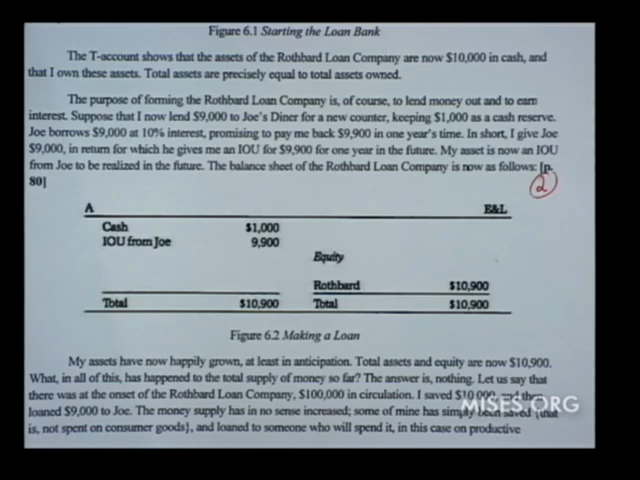 Figure 6.1 Starting the Loan Bank
The T-account shows that the assets of the Rothbard Loan Company are now $10,000 in cash, and
that I own these assets. Total assets are precisely equal to total assets owned.
The purpose of forming the Rothbard Loan Company is, of course, to lend money out and to earn
interest. Suppose that I now lend $9,000 to Joe's Diner for a new counter, keeping $1,000 as a cash reserve.
Joe borrows $9,000 at 10% interest, promising to pay me back $9,900 in one year's time. In short, I give Joe
$9,000, in return for which he gives me an IOU for $9,900 for one year in the future. My asset is now an IOU
from Joe to be realized in the future. The balance sheet of the Rothbard Loan Company is now as follows: [p.
80]
2
A E&L
Cash $1,000
IOU from Joe 9,900
Equity
Rothbard $10,900
Total $10,900 Total $10,900
Figure 6.2 Making a Loan
My assets have now happily grown, at least in anticipation. Total assets and equity are now $10,900.
What, in all of this, has happened to the total supply of money so far? The answer is, nothing. Let us say that
there was at the onset of the Rothbard Loan Company, $100,000 in circulation. I saved $10,000, and then
loaned $9,000 to Joe. The money supply has in no sense increased; some of mine has simply been saved {that
is, not spent on consumer goods}, and loaned to someone who will spend it, in this case on productive
MISES.ORG